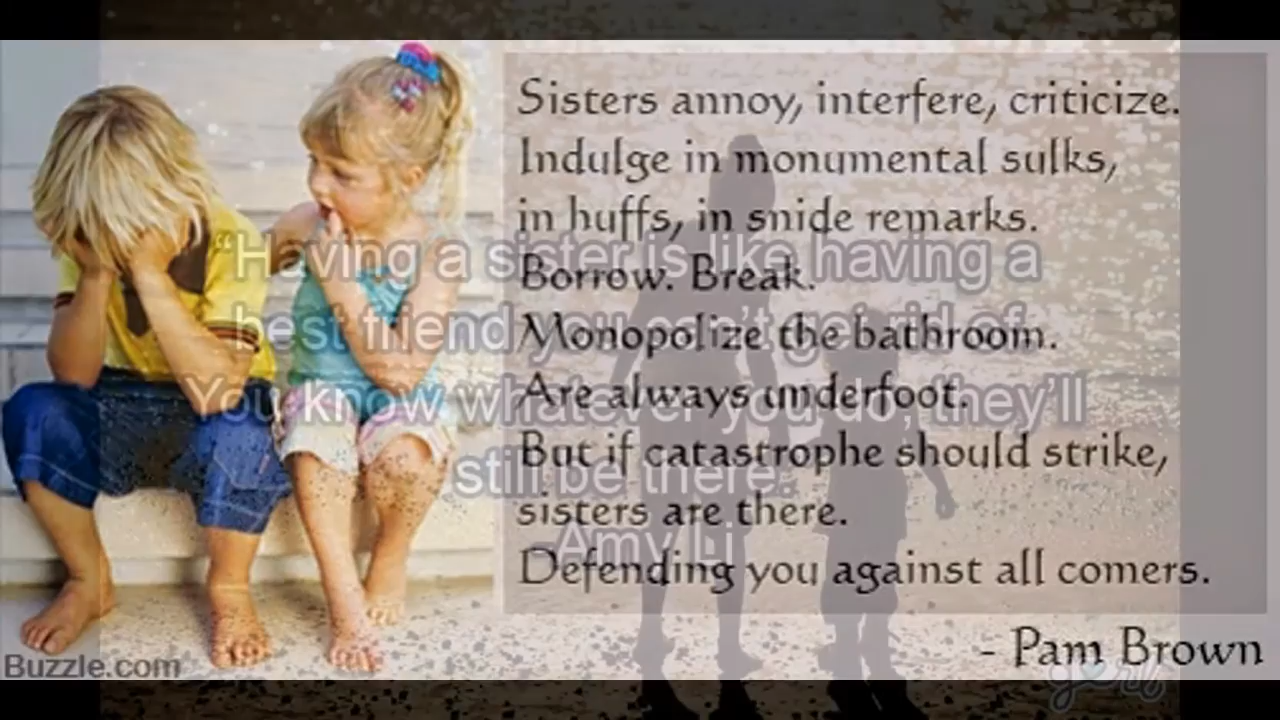 Sisters annoy, interfere, criticize.
Indulge in monumental sulks,
in huffs, in snide remarks.
Borrow. Break.
Monopolize the bathroom.
Are always underfoot.
But if catastrophe should strike,
sisters are there.
Defending you against all comers.
- Pam Brown
“Having a sister is like having a
best friend you can’t get rid of.
You know whatever you do, they’ll
still be there.”
-Amy Li
Buzzle.com